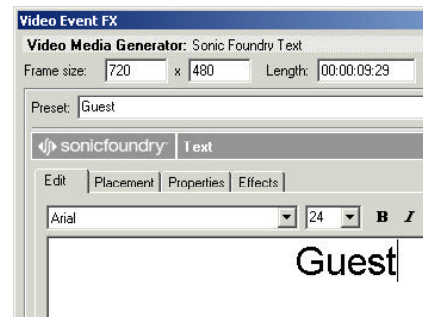 Video Event FX
Video Media Generator: Sonic Foundry Text
Frame size: 720 x 480 Length: 00:00:09:29
Preset: Guest
sonicfoundry Text
Edit Placement Properties Effects
Arial 24 B I
Guest